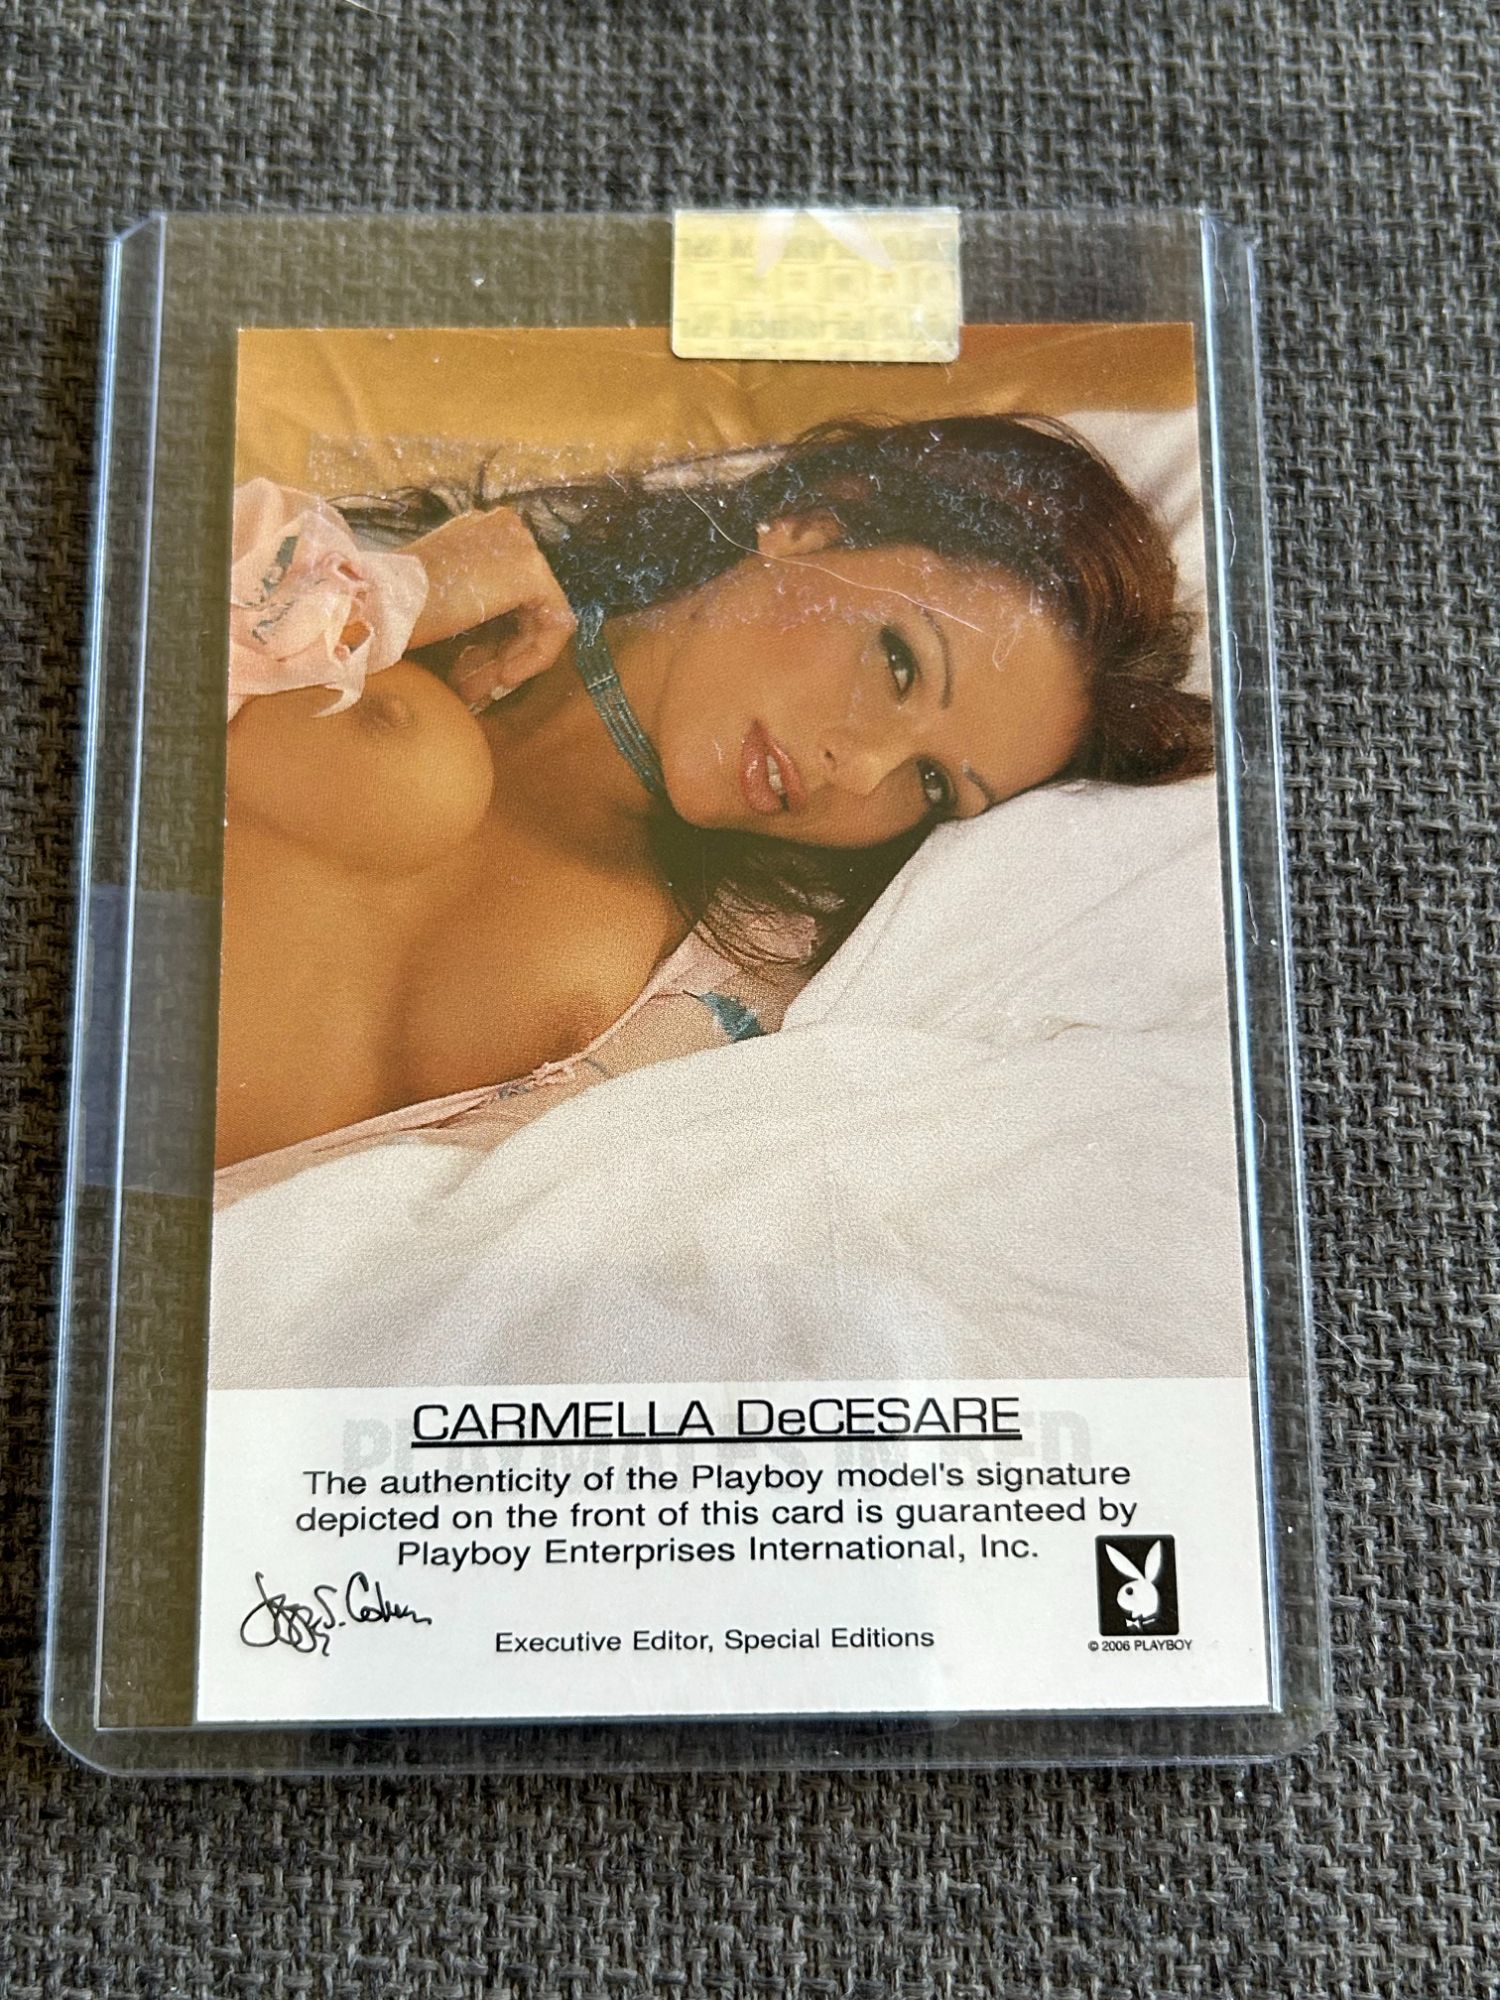 CARMELLA DeCESARE
The authenticity of the Playboy model's signature
depicted on the front of this card is guaranteed by
Playboy Enterprises International, Inc.
Executive Editor, Special Editions
© 2006 PLAYBOY